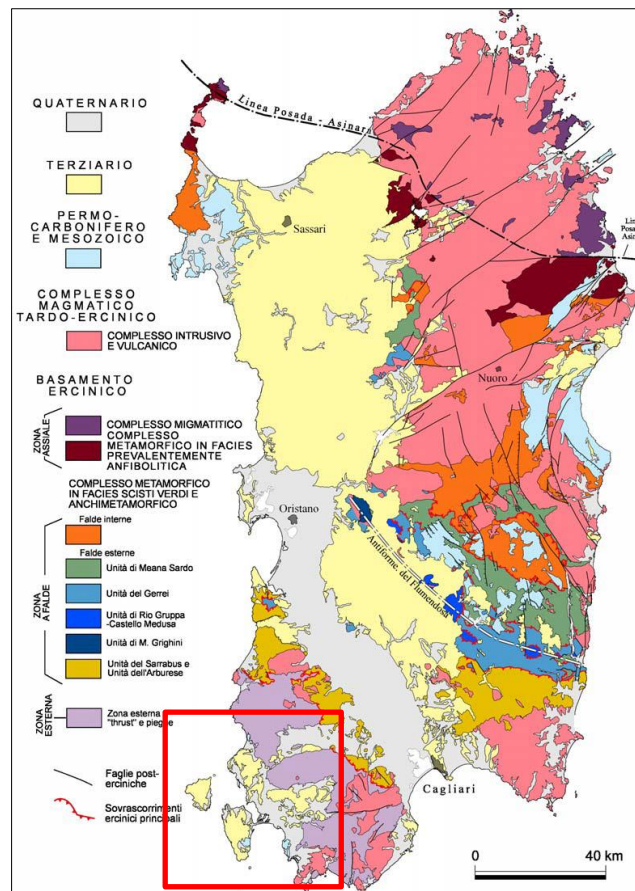 QUATERNARIO
TERZIARIO
PERMO-
CARBONIFERO
E MESOZOICO
COMPLESSO
MAGMATICO
TARDO-ERCINICO
COMPLESSO INTRUSIVO
E VULCANICO
BASAMENTO
ERCINICO
ZONA
ASSIALE
COMPLESSO MIGMATITICO
COMPLESSO
METAMORFICO IN FACIES
PREVALENTEMENTE
ANFIBOLITICA
COMPLESSO METAMORFICO
IN FACIES SCISTI VERDI E
ANCHIMETAMORFICO
ZONA
A FALDE
Falde interne
Falde esterne
Unità di Meana Sardo
Unità del Gerrei
Unità di Rio Gruppa
-Castello Medusa
Unità di M. Grighini
Unità del Sarrabus e
Unità dell'Arburese
ZONA
ESTERNA
Zona esterna a
"thrust" e pieghe
Faglie post-
erciniche
Sovrascorrimenti
ercinici principali
Linea Posada - Asinara
Sassari
Nuoro
Oristano
Antiforme del Flumendosa
Cagliari
0
40 km